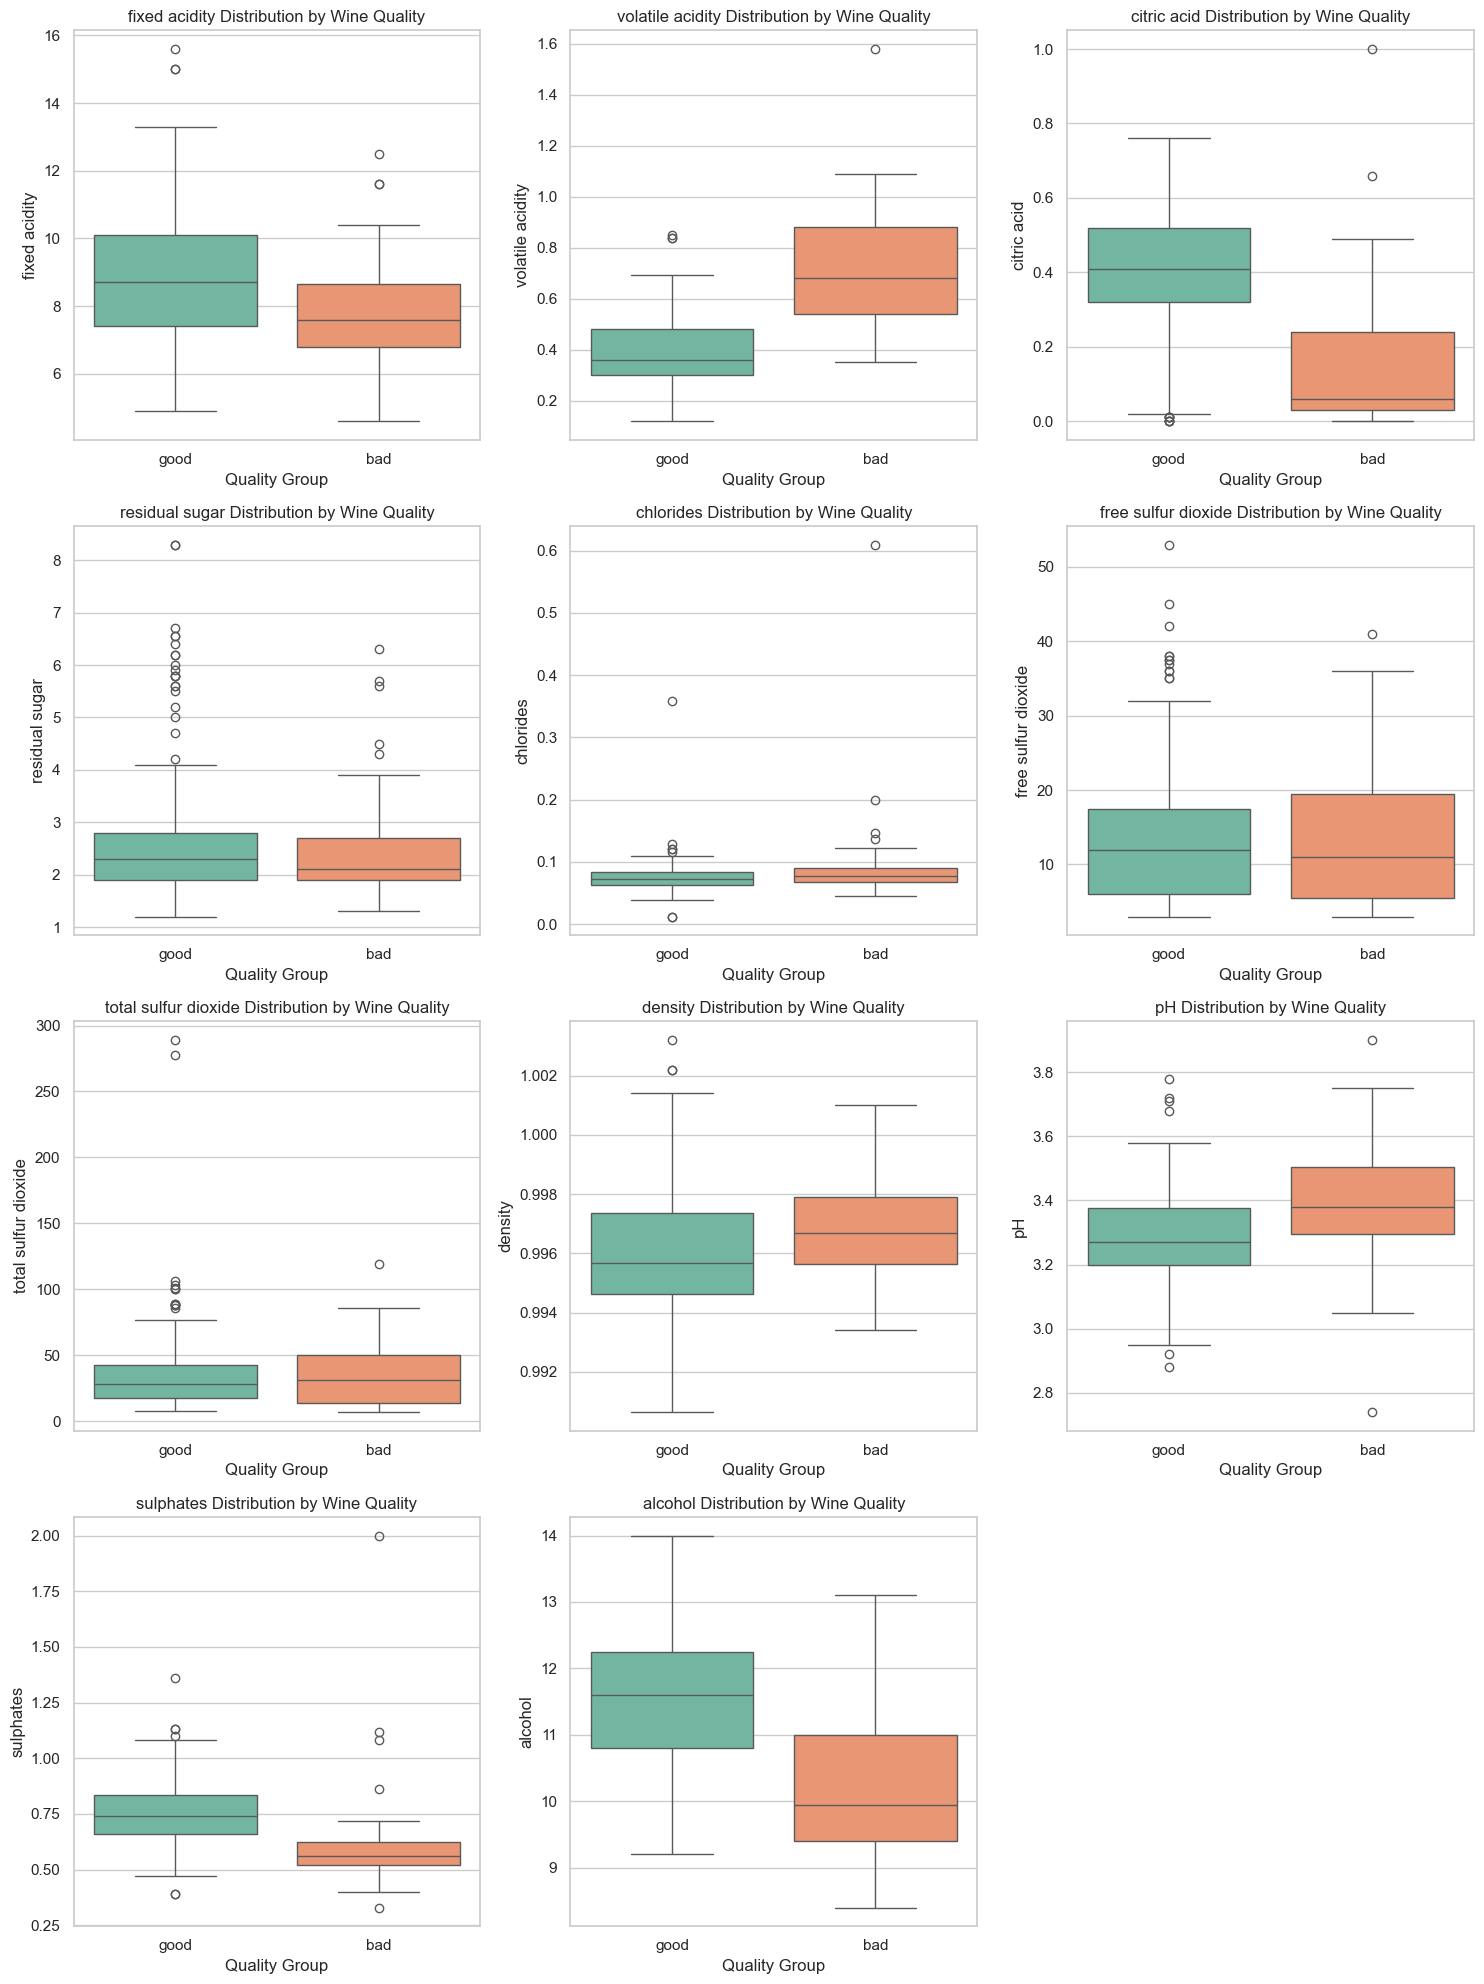 fixed acidity Distribution by Wine Quality
volatile acidity Distribution by Wine Quality
citric acid Distribution by Wine Quality
16
14
12
10
8
6
fixed acidity
good
bad
Quality Group
1.6
1.4
1.2
1.0
0.8
0.6
0.4
0.2
volatile acidity
good
bad
Quality Group
1.0
0.8
0.6
0.4
0.2
0.0
citric acid
good
bad
Quality Group
residual sugar Distribution by Wine Quality
chlorides Distribution by Wine Quality
free sulfur dioxide Distribution by Wine Quality
8
7
6
5
4
3
2
1
residual sugar
good
bad
Quality Group
0.6
0.5
0.4
0.3
0.2
0.1
0.0
chlorides
good
bad
Quality Group
50
40
30
20
10
free sulfur dioxide
good
bad
Quality Group
total sulfur dioxide Distribution by Wine Quality
density Distribution by Wine Quality
pH Distribution by Wine Quality
300
250
200
150
100
50
0
total sulfur dioxide
good
bad
Quality Group
1.002
1.000
0.998
0.996
0.994
0.992
density
good
bad
Quality Group
3.8
3.6
3.4
3.2
3.0
2.8
pH
good
bad
Quality Group
sulphates Distribution by Wine Quality
alcohol Distribution by Wine Quality
2.00
1.75
1.50
1.25
1.00
0.75
0.50
0.25
sulphates
good
bad
Quality Group
14
13
12
11
10
9
alcohol
good
bad
Quality Group